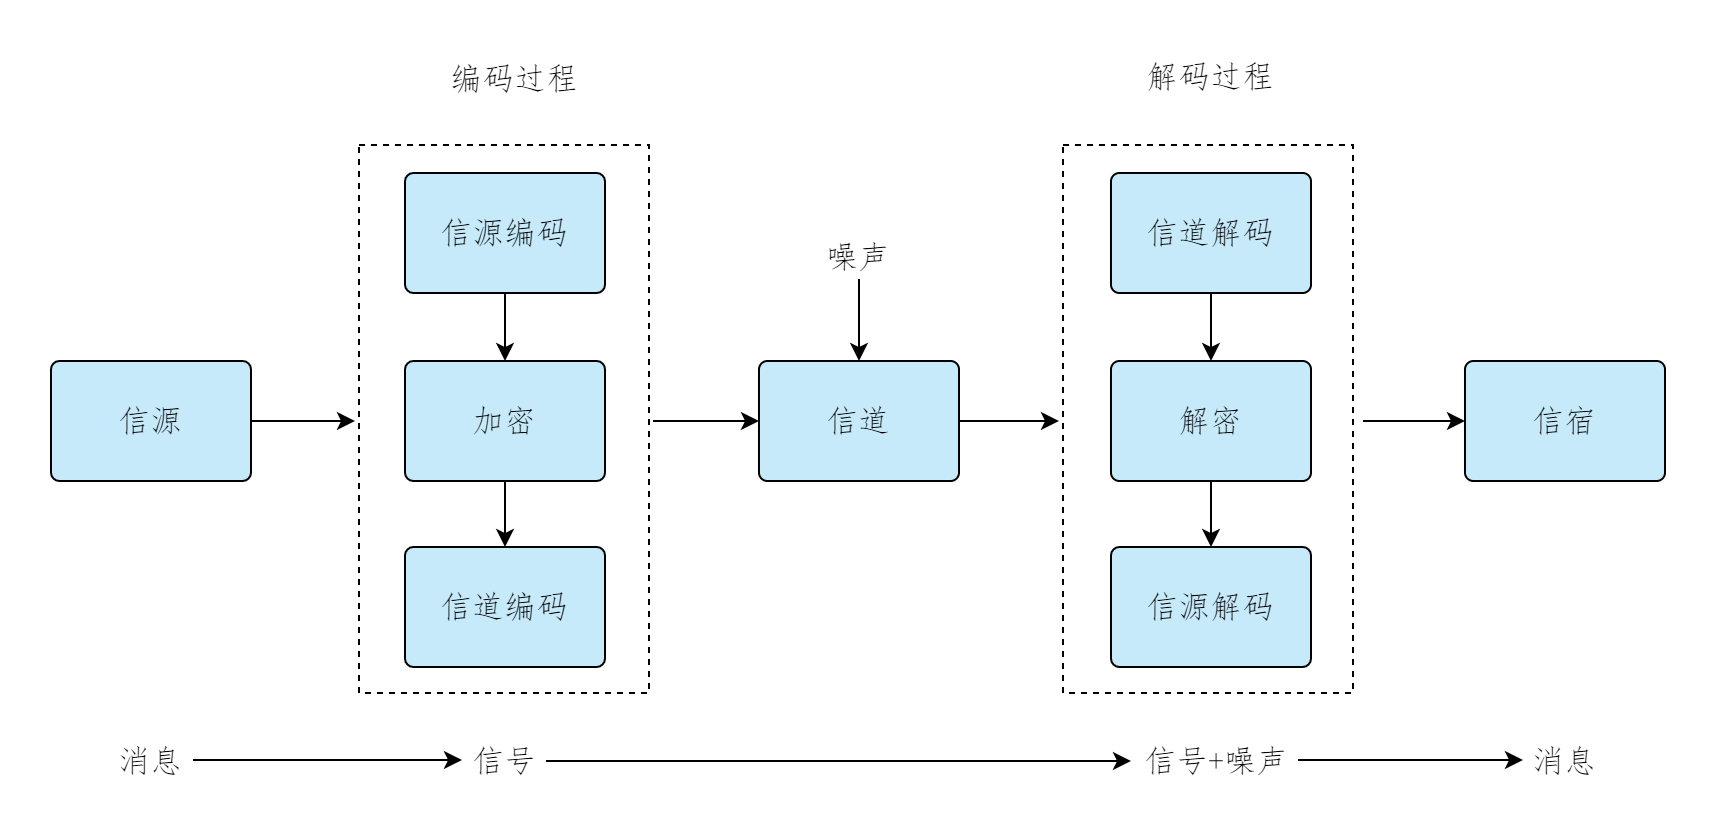 编码过程
解码过程
信源编码
信道解码
噪声
信源
加密
信道
解密
信宿
信道编码
信源解码
消息
信号
信号+噪声
消息